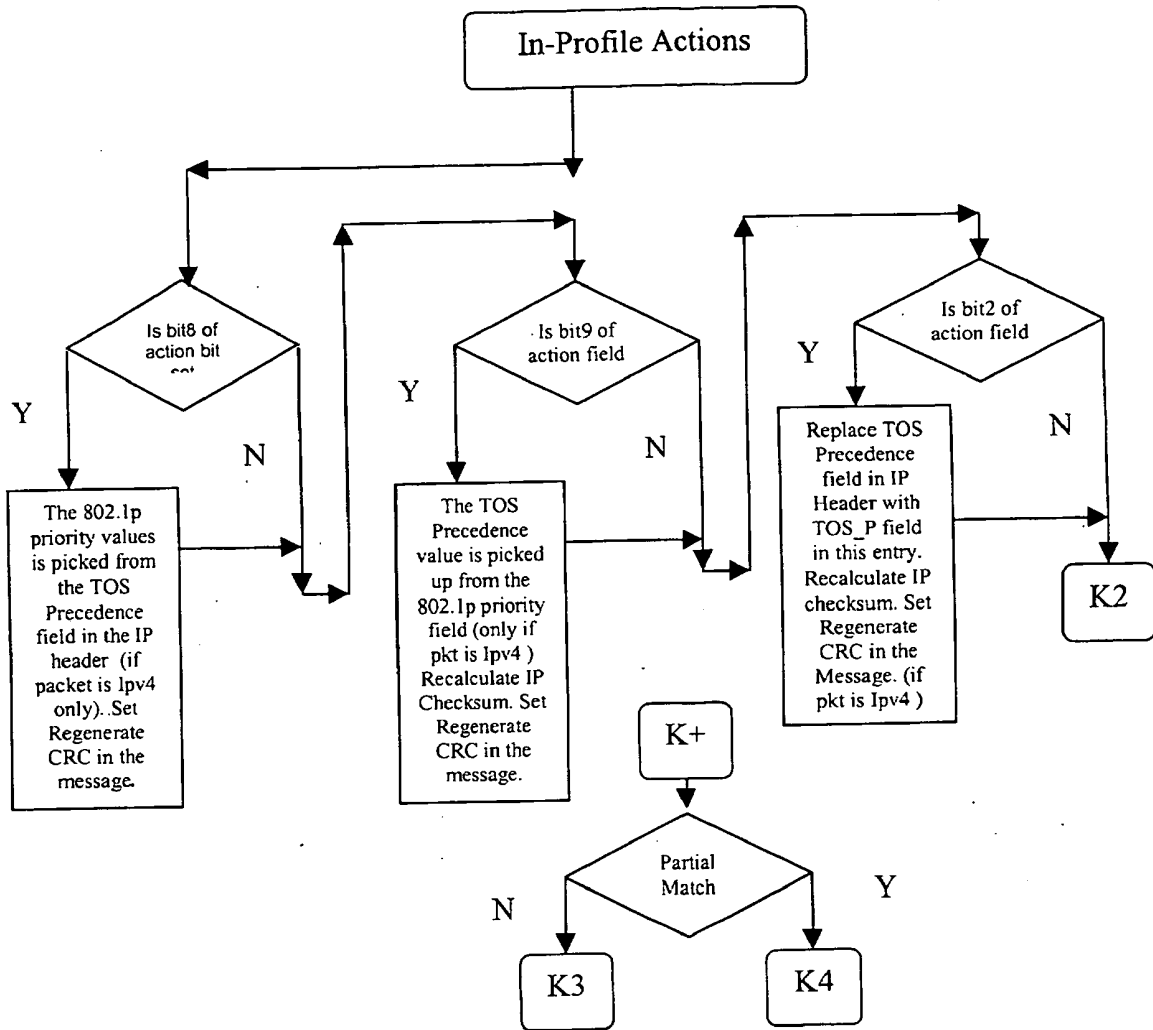 In-Profile Actions
Is bit8 of
action bit
set
Y
N
The 802.1p
priority values
is picked from
the TOS
Precedence
field in the IP
header (if
packet is Ipv4
only)..Set
Regenerate
CRC in the
message.
Is bit9 of
action field
Y
N
The TOS
Precedence
value is picked
up from the
802.1p priority
field (only if
pkt is Ipv4 )
Recalculate IP
Checksum. Set
Regenerate
CRC in the
message.
Is bit2 of
action field
Y
N
Replace TOS
Precedence
field in IP
Header with
TOS_P field
in this entry.
Recalculate IP
checksum. Set
Regenerate
CRC in the
Message. (if
pkt is Ipv4 )
K2
K+
Partial
Match
N
Y
K3
K4